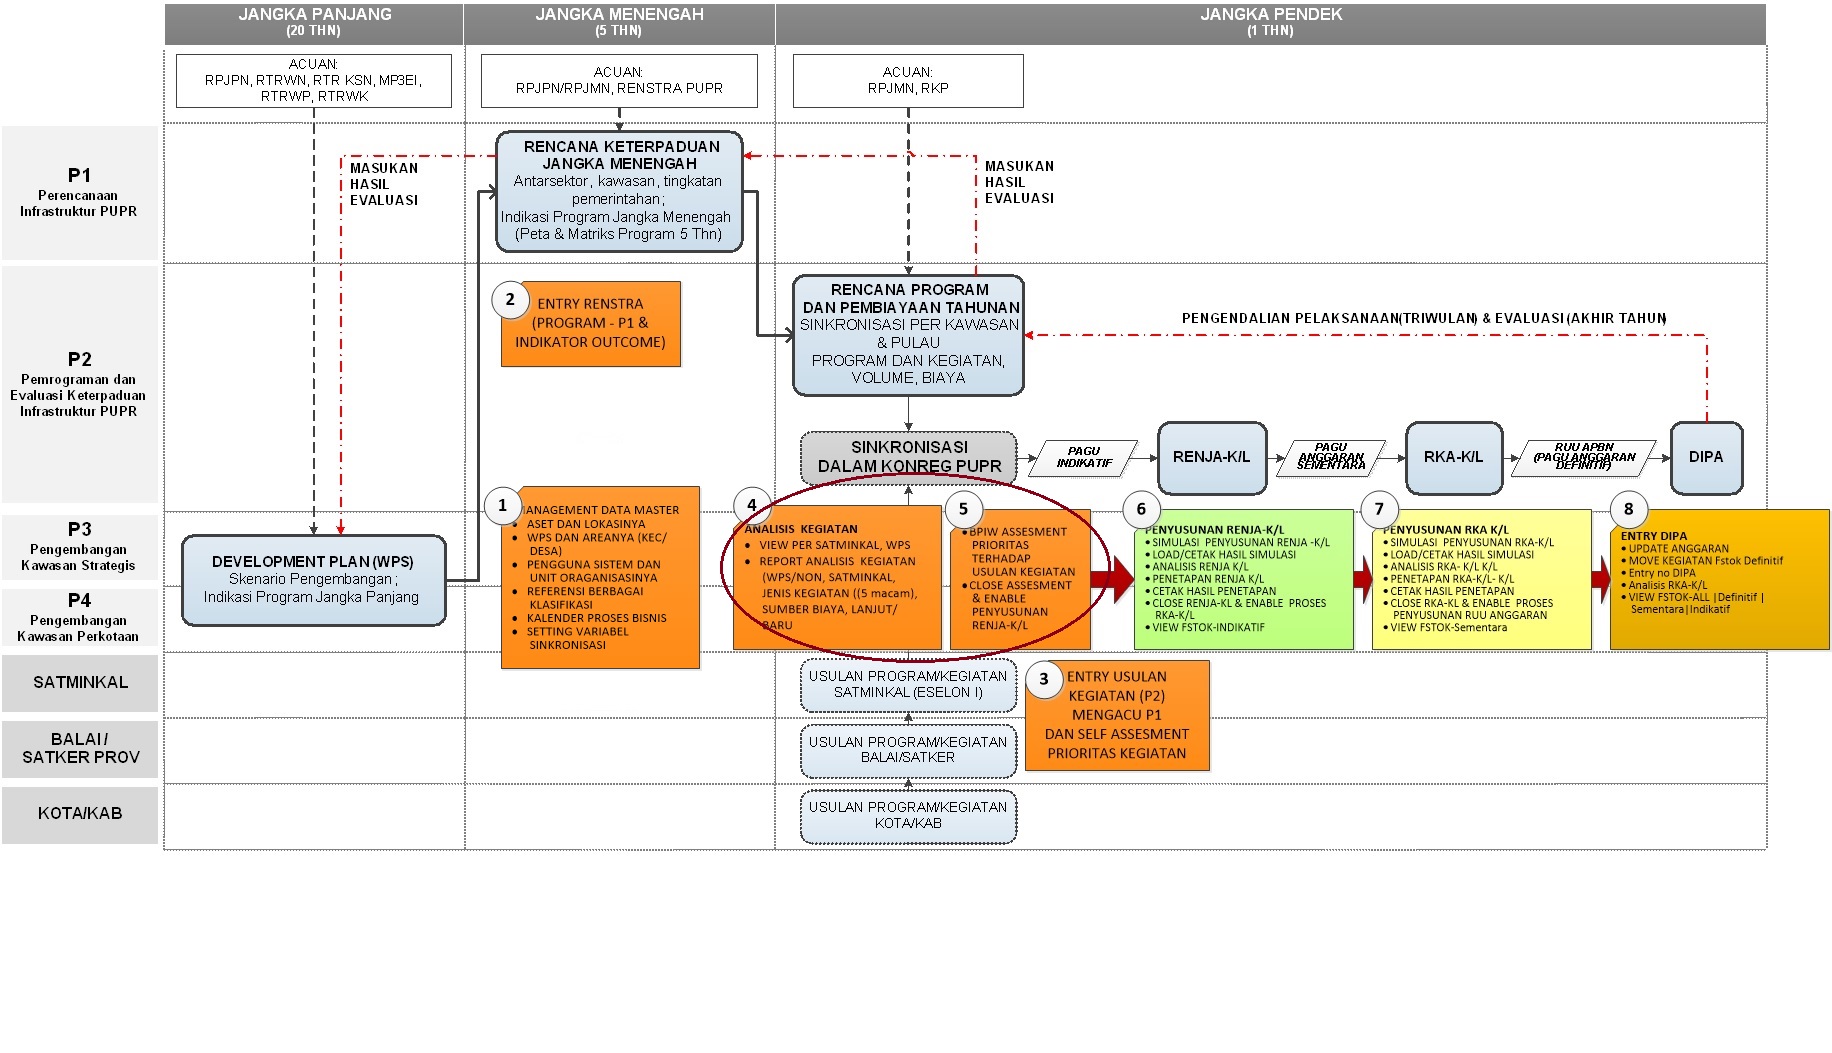 JANGKA PANJANG
(20 THN)
JANGKA MENENGAH
(5 THN)
JANGKA PENDEK
(1 THN)
ACUAN:
RPJPN, RTRWN, RTR KSN, MP3EI,
RTRWP, RTRWK
ACUAN:
RPJPN/RPJMN, RENSTRA PUPR
ACUAN:
RPJMN, RKP
P1
Perencanaan
Infrastruktur PUPR
MASUKAN
HASIL
EVALUASI
RENCANA KETERPADUAN
JANGKA MENENGAH
Antarsektor, kawasan, tingkatan
pemerintahan;
Indikasi Program Jangka Menengah
(Peta & Matriks Program 5 Thn)
MASUKAN
HASIL
EVALUASI
P2
Pemrograman dan
Evaluasi Keterpaduan
Infrastruktur PUPR
2
ENTRY RENSTRA
(PROGRAM - P1 &
INDIKATOR OUTCOME)
RENCANA PROGRAM
DAN PEMBIAYAAN TAHUNAN
SINKRONISASI PER KAWASAN
& PULAU
PROGRAM DAN KEGIATAN,
VOLUME, BIAYA
PENGENDALIAN PELAKSANAAN(TRIWULAN) & EVALUASI(AKHIR TAHUN)
SINKRONISASI
DALAM KONREG PUPR
PAGU
INDIKATIF
RENJA-K/L
PAGU
ANGGARAN
SEMENTARA
RKA-K/L
RUU APBN
(PAGU ANGGARAN
DEFINITIF)
DIPA
P3
Pengembangan
Kawasan Strategis
P4
Pengembangan
Kawasan Perkotaan
DEVELOPMENT PLAN (WPS)
Skenario Pengembangan;
Indikasi Program Jangka Panjang
1
ANAGEMENT DATA MASTER
• ASET DAN LOKASINYA
• WPS DAN AREANYA (KEC/
DESA)
• PENGGUNA SISTEM DAN
UNIT ORAGANISASINYA
• REFERENSI BERBAGAI
KLASIFIKASI
• KALENDER PROSES BISNIS
• SETTING VARIABEL
SINKRONISASI
4
ANALISIS KEGIATAN
• VIEW PER SATMINKAL, WPS
• REPORT ANALISIS KEGIATAN
(WPS/NON, SATMINKAL,
JENIS KEGIATAN ((5 macam),
SUMBER BIAYA, LANJUT/
BARU
5
• BPIW ASSESMENT
PRIORITAS
TERHADAP
USULAN KEGIATAN
• CLOSE ASSESMENT
& ENABLE
PENYUSUNAN
RENJA-K/L
6
PENYUSUNAN RENJA-K/L
• SIMULASI PENYUSUNAN RENJA -K/L
• LOAD/CETAK HASIL SIMULASI
• ANALISIS RENJA K/L
• PENETAPAN RENJA K/L
• CETAK HASIL PENETAPAN
• CLOSE RENJA-KL & ENABLE PROSES
RKA-K/L
• VIEW FSTOK-INDIKATIF
7
PENYUSUNAN RKA K/L
• SIMULASI PENYUSUNAN RKA-K/L
• LOAD/CETAK HASIL SIMULASI
• ANALISIS RKA- K/L K/L
• PENETAPAN RKA-K/L- K/L
• CETAK HASIL PENETAPAN
• CLOSE RKA-KL & ENABLE PROSES
PENYUSUNAN RUU ANGGARAN
• VIEW FSTOK-Sementara
8
ENTRY DIPA
• UPDATE ANGGARAN
• MOVE KEGIATAN Fstok Definitif
• Entry no DIPA
• Analisis RKA-K/L
• VIEW FSTOK-ALL |Definitif |
Sementara|Indikatif
SATMINKAL
USULAN PROGRAM/KEGIATAN
SATMINKAL (ESELON I)
3
ENTRY USULAN
KEGIATAN (P2)
MENGACU P1
DAN SELF ASSESMENT
PRIORITAS KEGIATAN
BALAI /
SATKER PROV
USULAN PROGRAM/KEGIATAN
BALAI/SATKER
KOTA/KAB
USULAN PROGRAM/KEGIATAN
KOTA/KAB